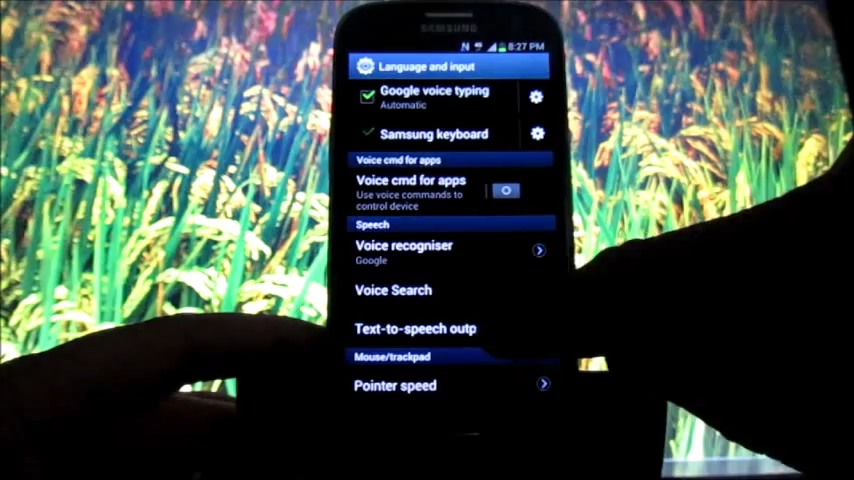 SAMSUNG
8:27 PM
Language and input
Google voice typing
Automatic
Samsung keyboard
Voice cmd for apps
Voice cmd for apps
Use voice commands to
control device
Speech
Voice recogniser
Google
Voice Search
Text-to-speech outp
Mouse/trackpad
Pointer speed